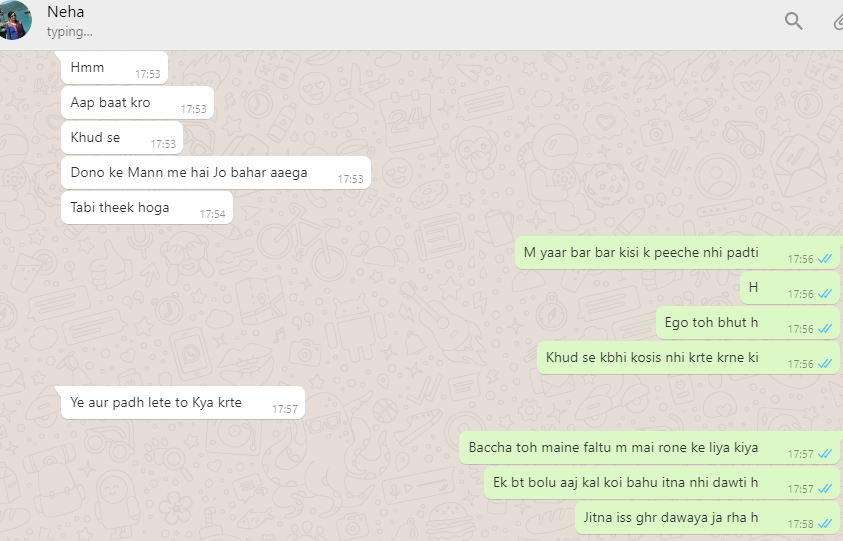 Neha
typing...
Hmm 17:53
Aap baat kro 17:53
Khud se 17:53
Dono ke Mann me hai Jo bahar aaega 17:53
Tabi theek hoga 17:54
M yaar bar bar kisi k peeche nhi padti 17:56
H 17:56
Ego toh bhut h 17:56
Khud se kbhi kosis nhi krte krne ki 17:56
Ye aur padh lete to Kya krte 17:57
Baccha toh maine faltu m mai rone ke liya kiya 17:57
Ek bt bolu aaj kal koi bahu itna nhi dawti h 17:57
Jitna iss ghr dawaya ja rha h 17:58